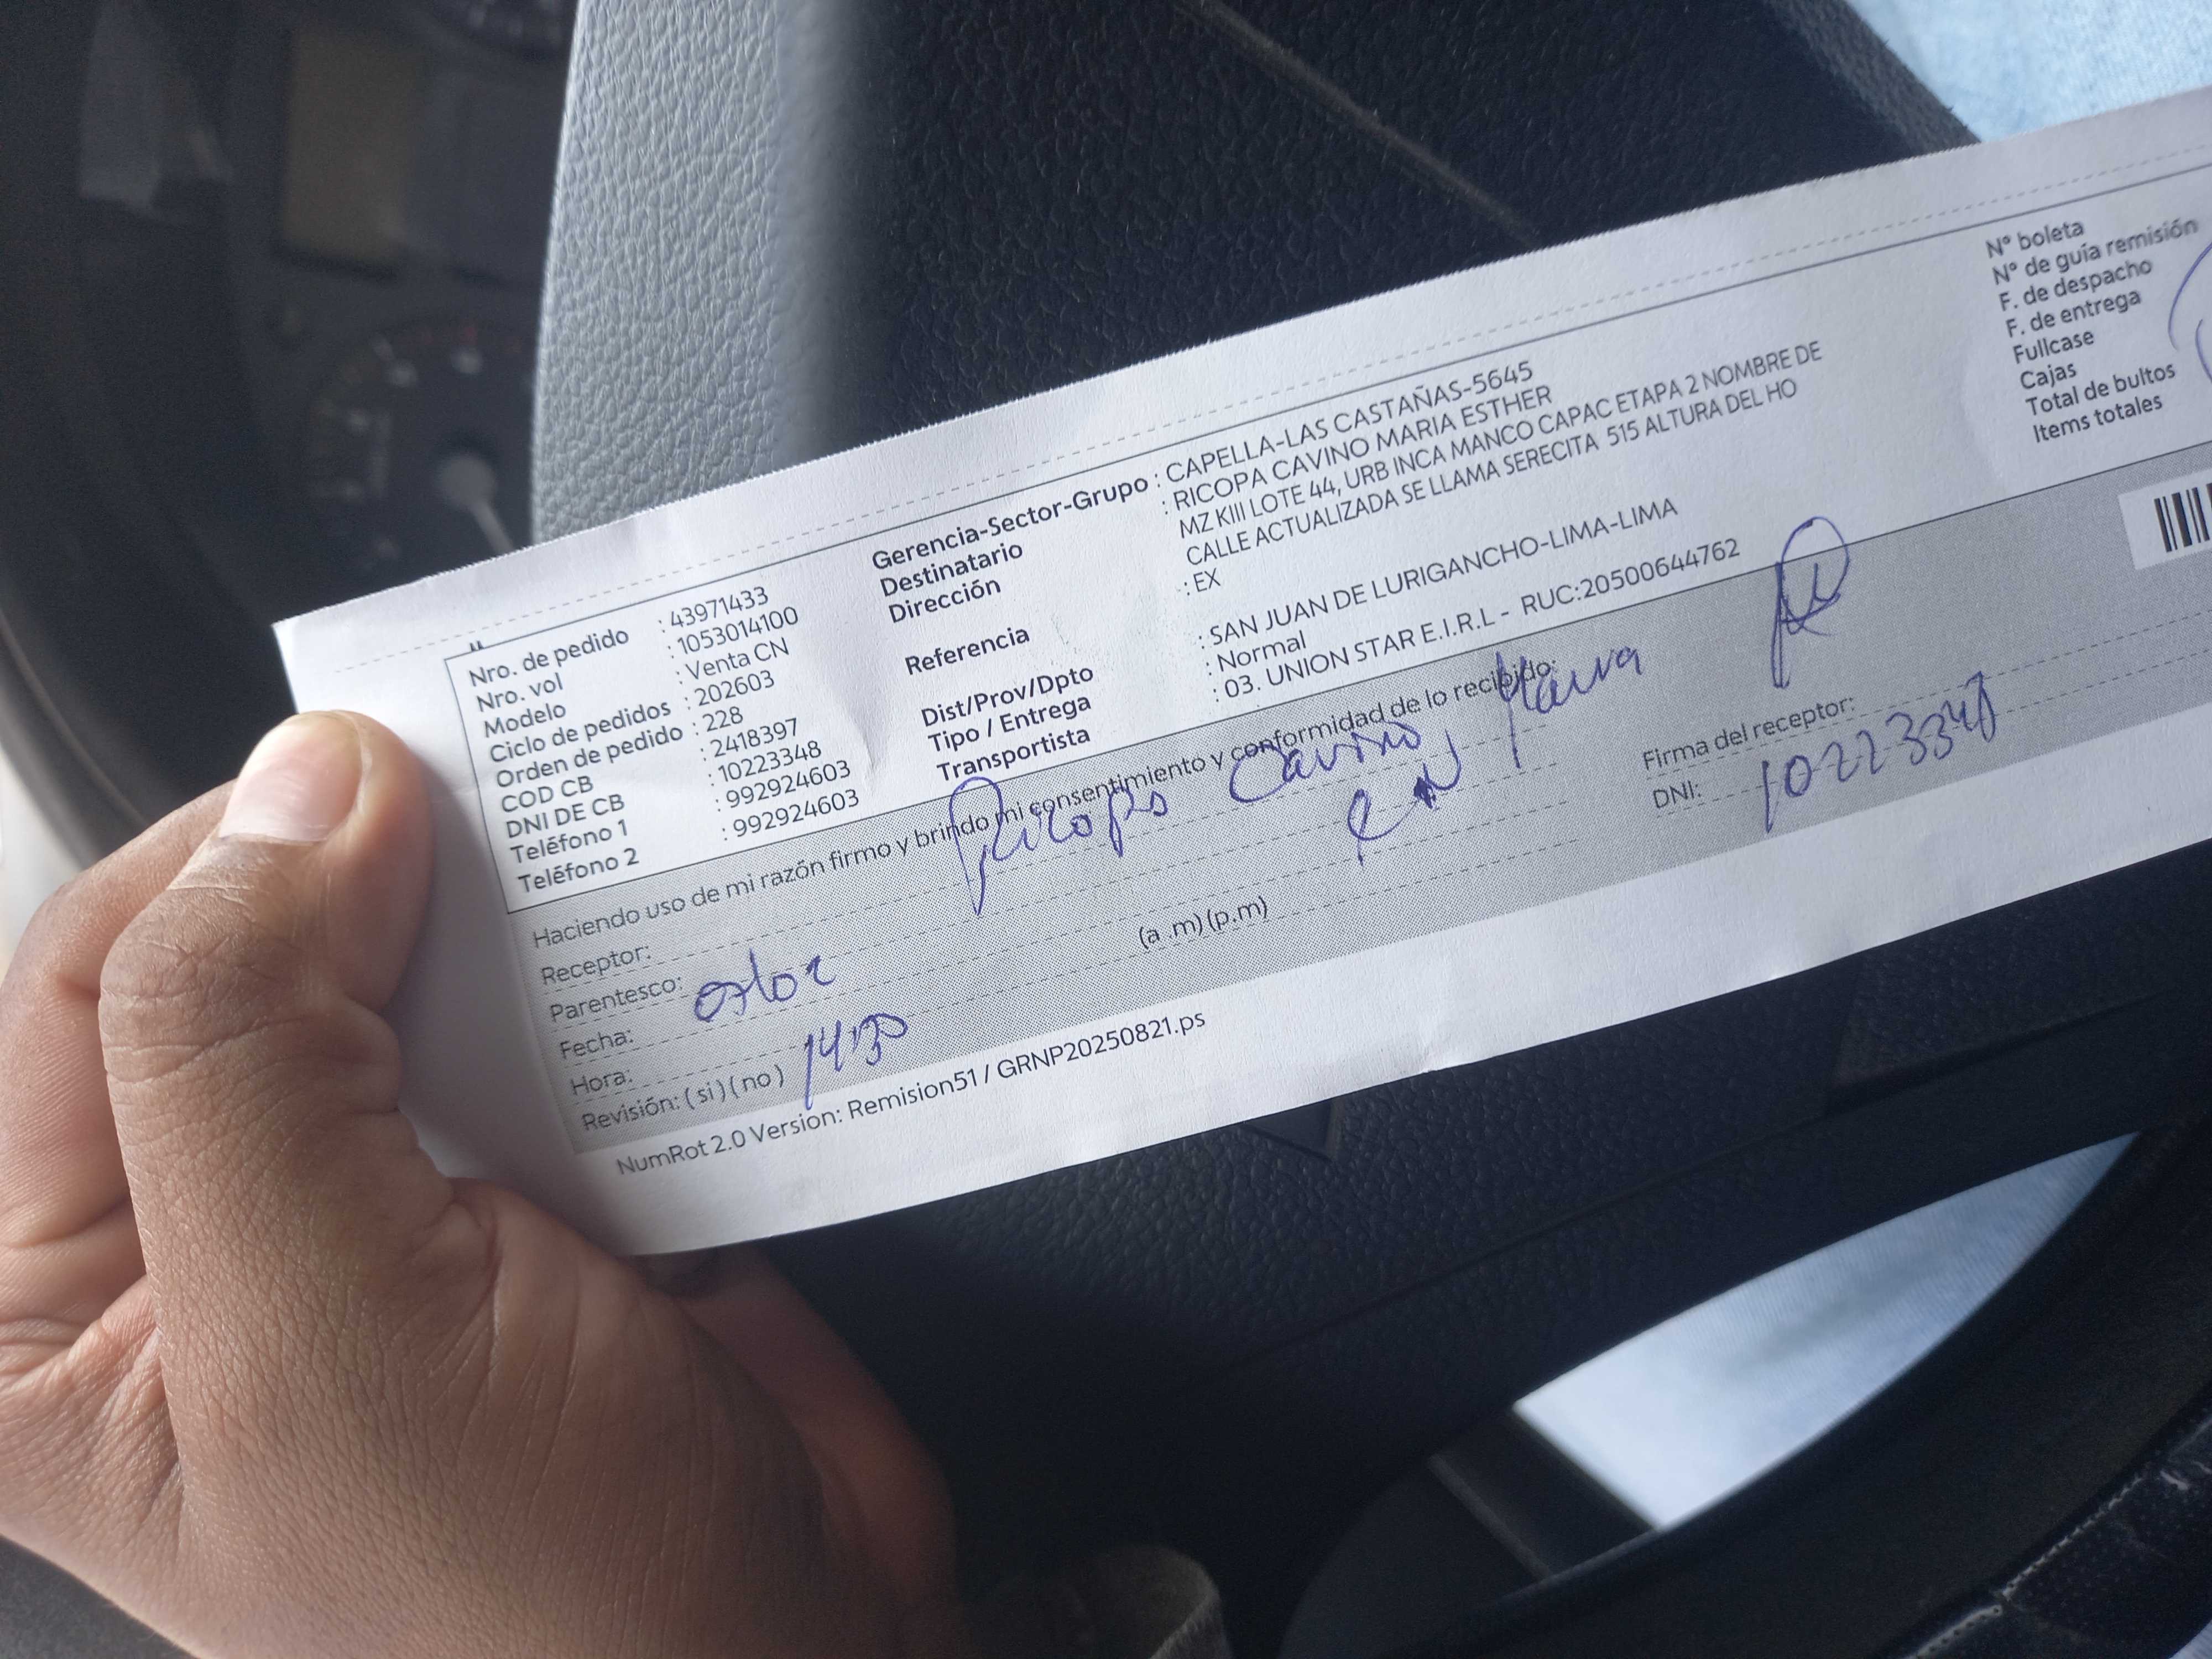 Nro. de pedido : 43971433
Nro. vol : 1053014100
Modelo : Venta CN
Ciclo de pedidos : 202603
Orden de pedido : 228
COD CB : 2418397
DNI DE CB : 10223348
Teléfono 1 : 992924603
Teléfono 2 : 992924603
Gerencia-Sector-Grupo : CAPELLA-LAS CASTAÑAS-5645
Destinatario : RICOPA CAVINO MARIA ESTHER
Dirección MZ KIII LOTE 44, URB INCA MANCO CAPAC ETAPA 2 NOMBRE DE
CALLE ACTUALIZADA SE LLAMA SERECITA 515 ALTURA DEL HO
Referencia : EX
Dist/Prov/Dpto : SAN JUAN DE LURIGANCHO-LIMA-LIMA
Tipo / Entrega : Normal
Transportista : 03. UNION STAR E.I.R.L - RUC:20500644762
Nº boleta
Nº de guía remisión
F. de despacho
F. de entrega
Fullcase
Cajas
Total de bultos
Items totales
Haciendo uso de mi razón firmo y brindo mi consentimiento y conformidad de lo recibido:
Receptor: Cavino
Parentesco:
Fecha:
Hora: 14:30 (a .m) (p.m)
Revisión: ( si ) ( no )
Firma del receptor:
DNI: 10223348
NumRot 2.0 Version: Remision51 / GRNP20250821.ps